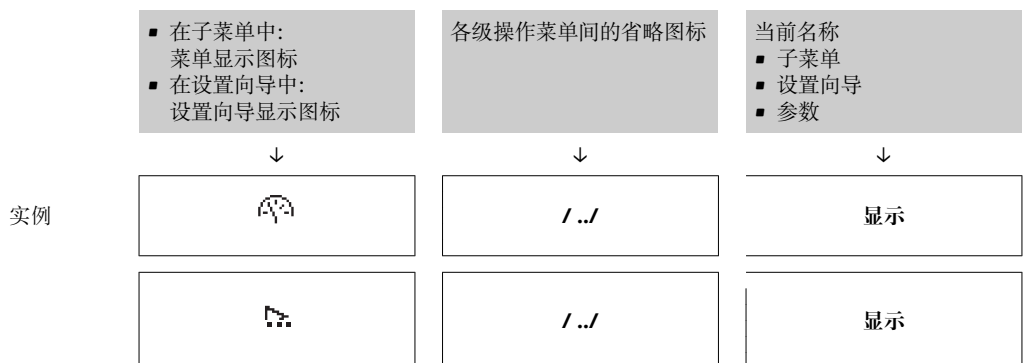 ■ 在子菜单中:
菜单显示图标
■ 在设置向导中:
设置向导显示图标
各级操作菜单间的省略图标
当前名称
■ 子菜单
■ 设置向导
■ 参数
↓ ↓ ↓
实例
/ ../
显示
/ ../
显示